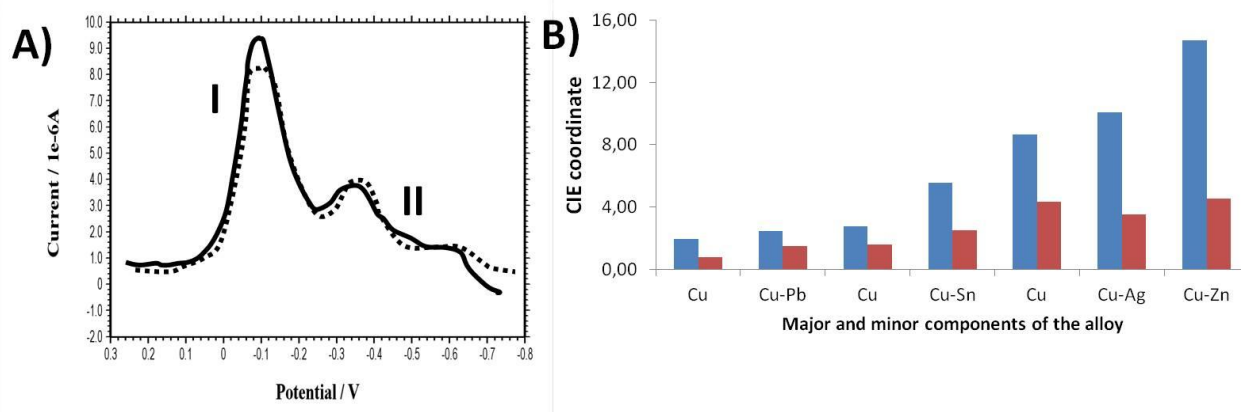 A)
10.0
9.0
8.0
7.0
6.0
5.0
4.0
3.0
2.0
1.0
0
-1.0
-2.0
Current / 1e-6A
I
II
0.3 0.2 0.1 0 -0.1 -0.2 -0.3 -0.4 -0.5 -0.6 -0.7 -0.8
Potential / V
B)
16,00
12,00
8,00
4,00
0,00
CIE coordinate
Cu Cu-Pb Cu Cu-Sn Cu Cu-Ag Cu-Zn
Major and minor components of the alloy